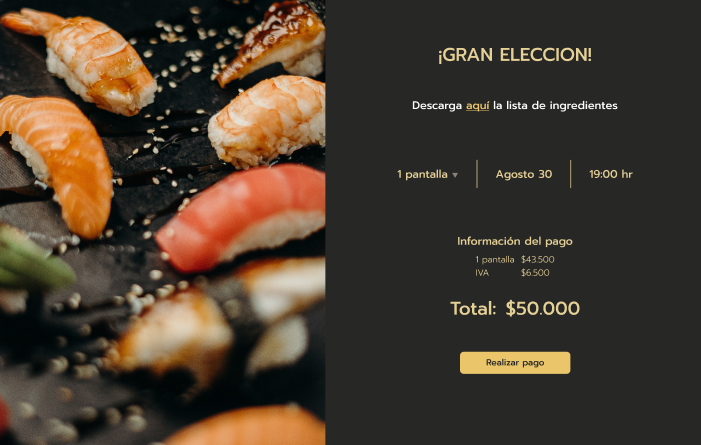 ¡GRAN ELECCION!
Descarga aquí la lista de ingredientes
1 pantalla Agosto 30 19:00 hr
Información del pago
1 pantalla $43.500
IVA $6.500
Total: $50.000
Realizar pago